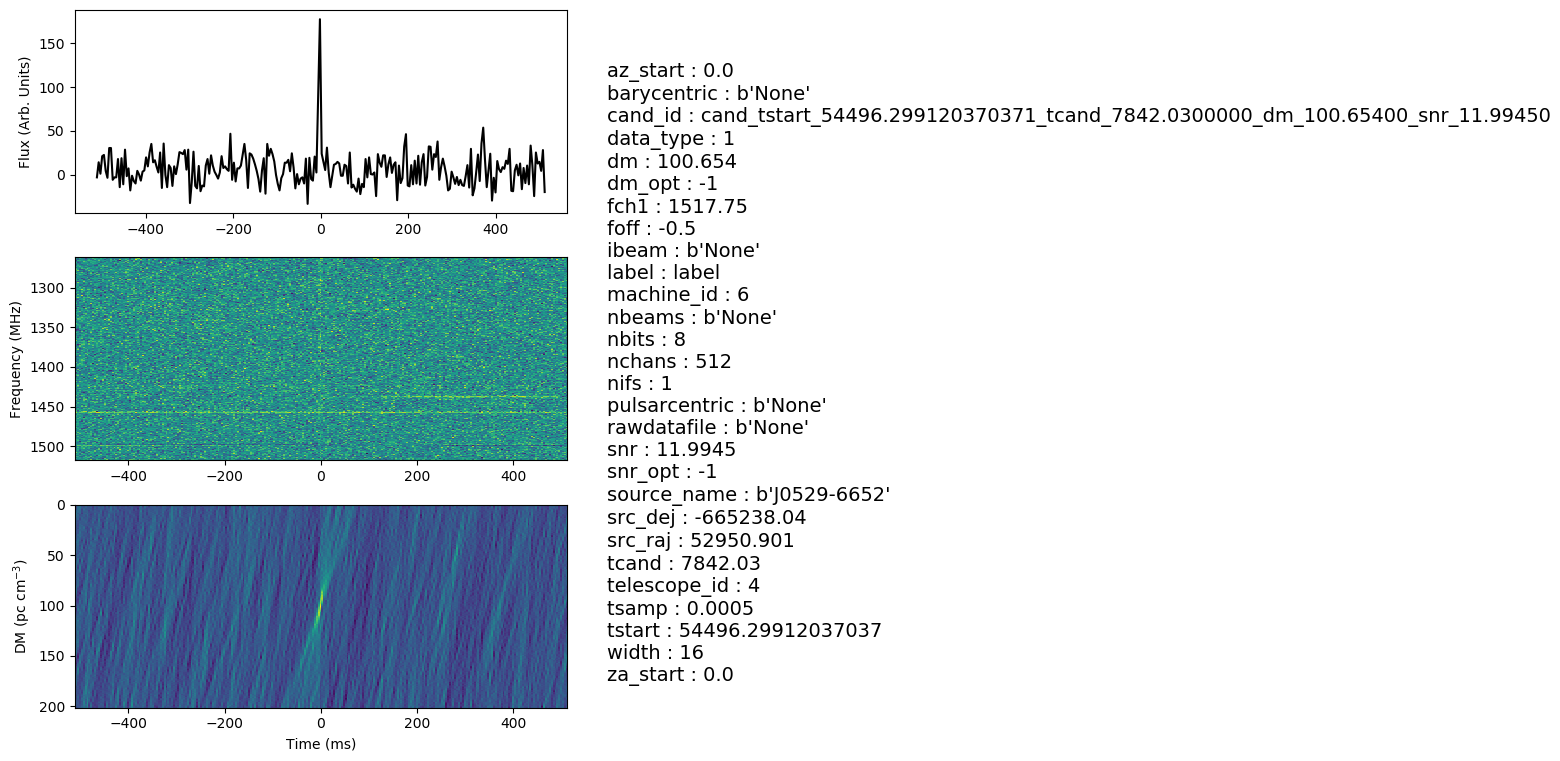 150
100
50
0
Flux (Arb. Units)
−400 −200 0 200 400
1300
1350
1400
1450
1500
Frequency (MHz)
−400 −200 0 200 400
0
50
100
150
200
DM (pc cm⁻³)
−400 −200 0 200 400
Time (ms)
az_start : 0.0
barycentric : b'None'
cand_id : cand_tstart_54496.299120370371_tcand_7842.0300000_dm_100.65400_snr_11.99450
data_type : 1
dm : 100.654
dm_opt : -1
fch1 : 1517.75
foff : -0.5
ibeam : b'None'
label : label
machine_id : 6
nbeams : b'None'
nbits : 8
nchans : 512
nifs : 1
pulsarcentric : b'None'
rawdatafile : b'None'
snr : 11.9945
snr_opt : -1
source_name : b'J0529-6652'
src_dej : -665238.04
src_raj : 52950.901
tcand : 7842.03
telescope_id : 4
tsamp : 0.0005
tstart : 54496.29912037037
width : 16
za_start : 0.0